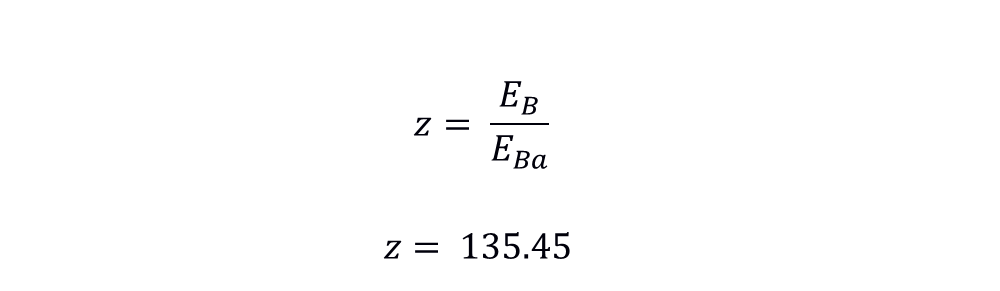 z = E_B / E_Ba
z = 135.45